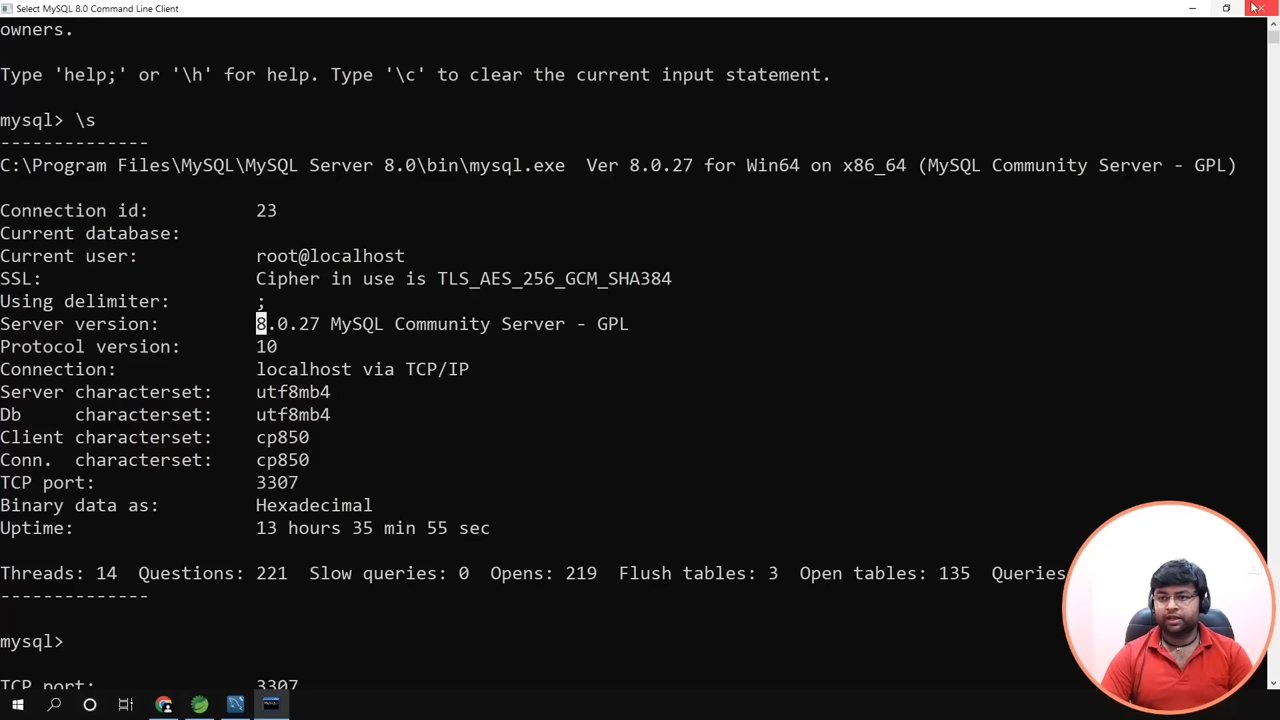 Select MySQL 8.0 Command Line Client
owners.
Type 'help;' or '\h' for help. Type '\c' to clear the current input statement.
mysql> \s
--------------
C:\Program Files\MySQL\MySQL Server 8.0\bin\mysql.exe  Ver 8.0.27 for Win64 on x86_64 (MySQL Community Server - GPL)
Connection id:          23
Current database:
Current user:           root@localhost
SSL:                    Cipher in use is TLS_AES_256_GCM_SHA384
Using delimiter:        ;
Server version:         8.0.27 MySQL Community Server - GPL
Protocol version:       10
Connection:             localhost via TCP/IP
Server characterset:    utf8mb4
Db     characterset:    utf8mb4
Client characterset:    cp850
Conn.  characterset:    cp850
TCP port:               3307
Binary data as:         Hexadecimal
Uptime:                 13 hours 35 min 55 sec
Threads: 14  Questions: 221  Slow queries: 0  Opens: 219  Flush tables: 3  Open tables: 135  Queries
--------------
mysql>
TCP port:               3307